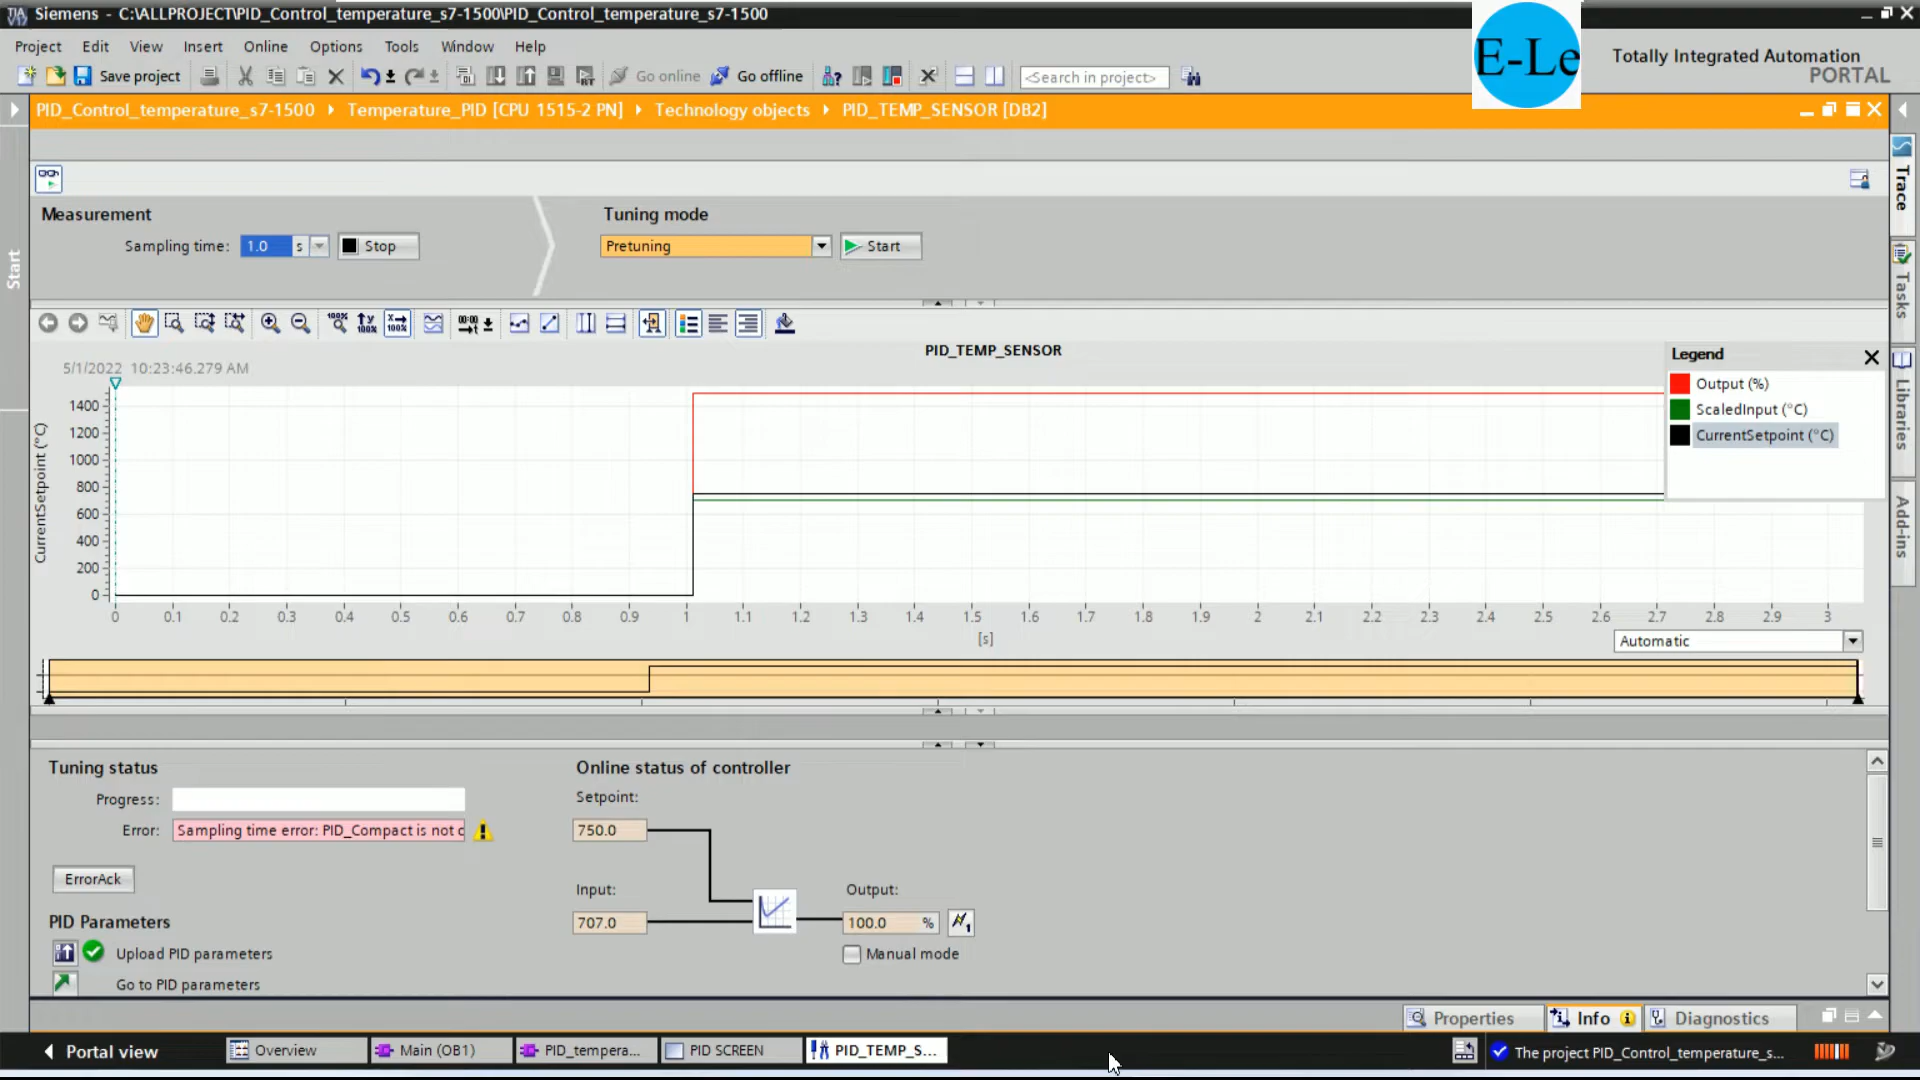 Siemens - C:\ALLPROJECT\PID_Control_temperature_s7-1500\PID_Control_temperature_s7-1500
Project Edit View Insert Online Options Tools Window Help
E-Le
Totally Integrated Automation
PORTAL
Save project
Go online
Go offline
<Search in project>
PID_Control_temperature_s7-1500 Temperature_PID [CPU 1515-2 PN] Technology objects PID_TEMP_SENSOR [DB2]
Start
Trace
Tasks
Libraries
Add-ins
Measurement
Sampling time: 1.0 s Stop
Tuning mode
Pretuning Start
PID_TEMP_SENSOR
5/1/2022 10:23:46.279 AM
Legend
Output (%)
ScaledInput (°C)
CurrentSetpoint (°C)
CurrentSetpoint (°C)
1400
1200
1000
800
600
400
200
0
0 0.1 0.2 0.3 0.4 0.5 0.6 0.7 0.8 0.9 1 1.1 1.2 1.3 1.4 1.5 1.6 1.7 1.8 1.9 2 2.1 2.2 2.3 2.4 2.5 2.6 2.7 2.8 2.9 3
[s]
Automatic
Tuning status
Progress:
Error: Sampling time error: PID_Compact is not c
ErrorAck
PID Parameters
Upload PID parameters
Go to PID parameters
Online status of controller
Setpoint:
750.0
Input:
707.0
Output:
100.0 %
Manual mode
Properties Info Diagnostics
Portal view Overview Main (OB1) PID_tempera... PID SCREEN PID_TEMP_S... The project PID_Control_temperature_s...